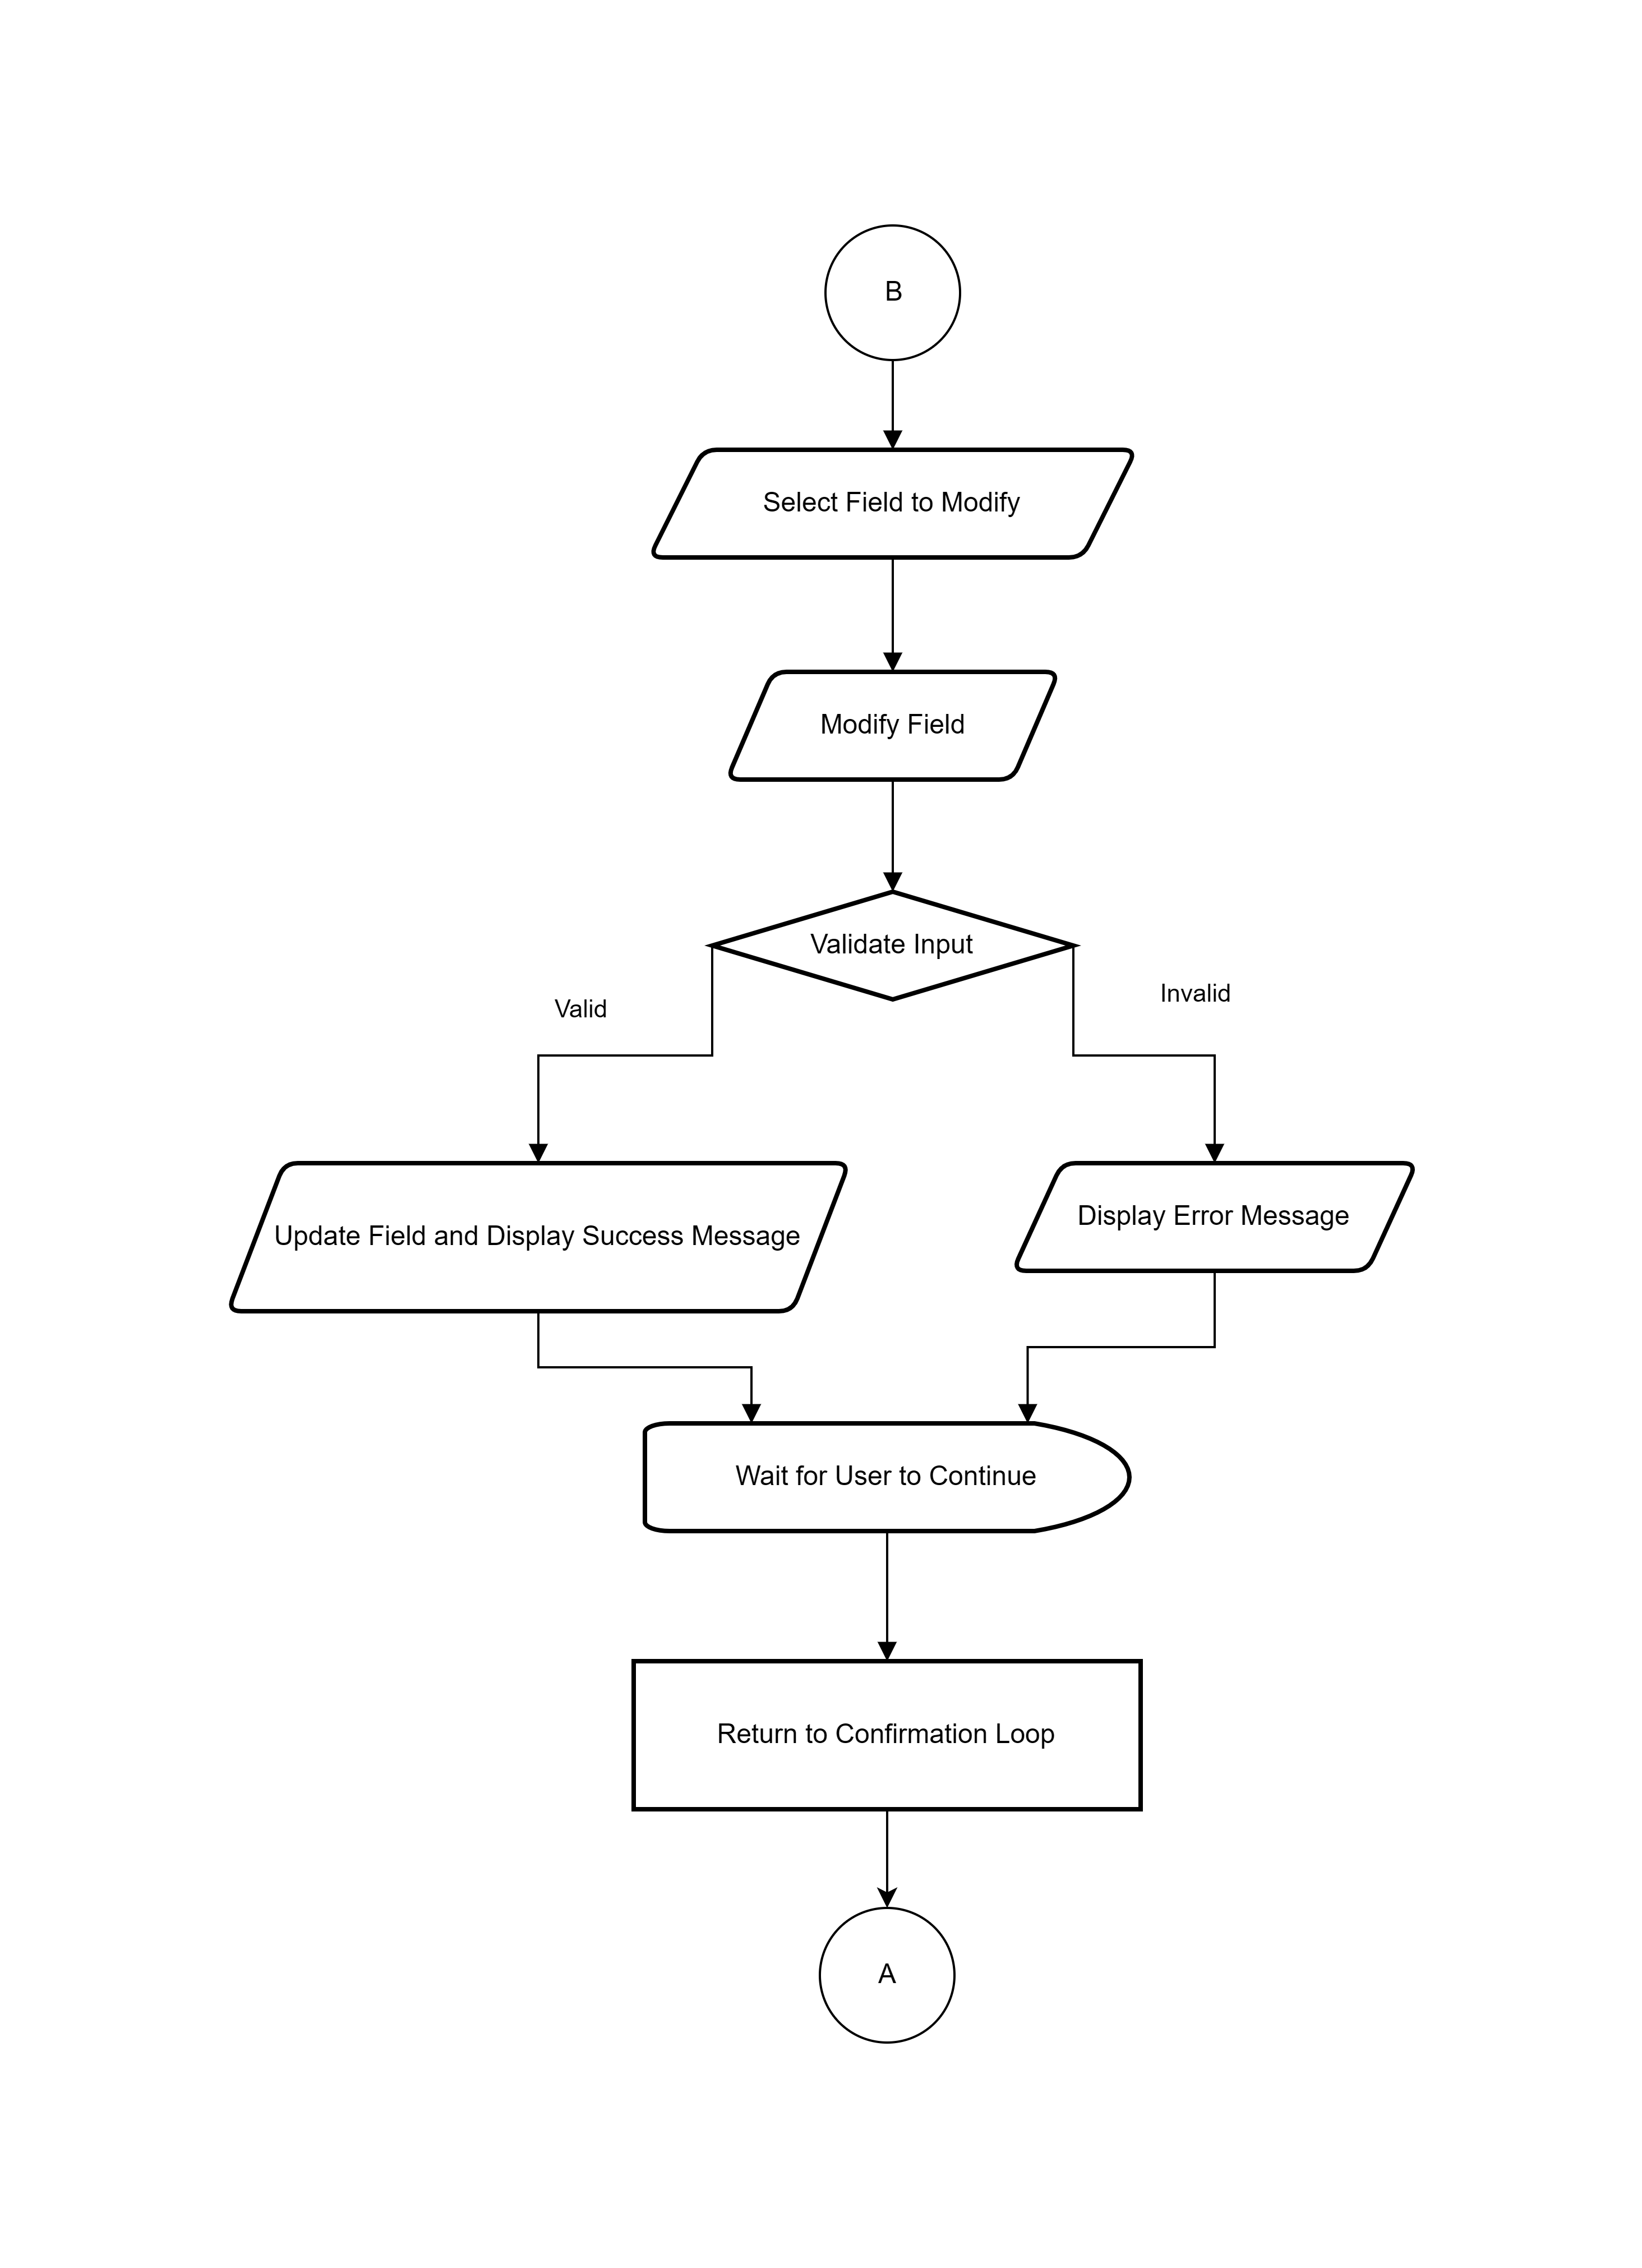 B
Select Field to Modify
Modify Field
Validate Input
Valid
Invalid
Update Field and Display Success Message
Display Error Message
Wait for User to Continue
Return to Confirmation Loop
A